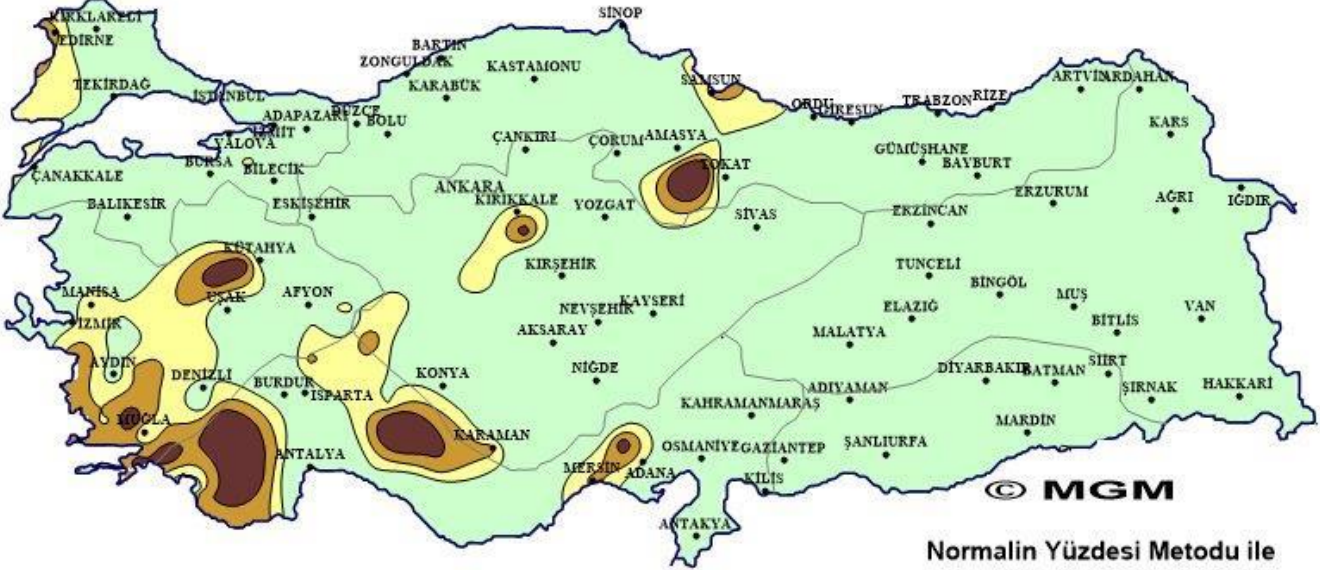 SİNOP
KIRKLARELİ
EDİRNE
BARTIN
ZONGULDAK
KASTAMONU
KARABÜK
SAMSUN
TEKİRDAĞ
İSTANBUL
ARTVİN
ARDAHAN
ORDU
GİRESUN
TRABZON
RİZE
ADAPAZARI
DÜZCE
BOLU
İZMİT
YALOVA
ÇANKIRI
ÇORUM
AMASYA
KARS
GÜMÜŞHANE
BAYBURT
BURSA
BİLECİK
TOKAT
ÇANAKKALE
ANKARA
KIRIKKALE
BALIKESİR
ESKİŞEHİR
YOZGAT
SİVAS
ERZİNCAN
ERZURUM
AĞRI
IĞDIR
KÜTAHYA
KIRŞEHİR
TUNCELİ
BİNGÖL
MUŞ
VAN
MANİSA
UŞAK
AFYON
NEVŞEHİR
KAYSERİ
ELAZIĞ
BİTLİS
İZMİR
AKSARAY
MALATYA
AYDIN
DENİZLİ
BURDUR
ISPARTA
KONYA
NİĞDE
ADIYAMAN
DİYARBAKIR
BATMAN
SİİRT
ŞIRNAK
HAKKARİ
KAHRAMANMARAŞ
MUĞLA
KARAMAN
OSMANİYE
GAZİANTEP
ŞANLIURFA
MARDİN
ANTALYA
MERSİN
ADANA
KİLİS
© MGM
ANTAKYA
Normalin Yüzdesi Metodu ile